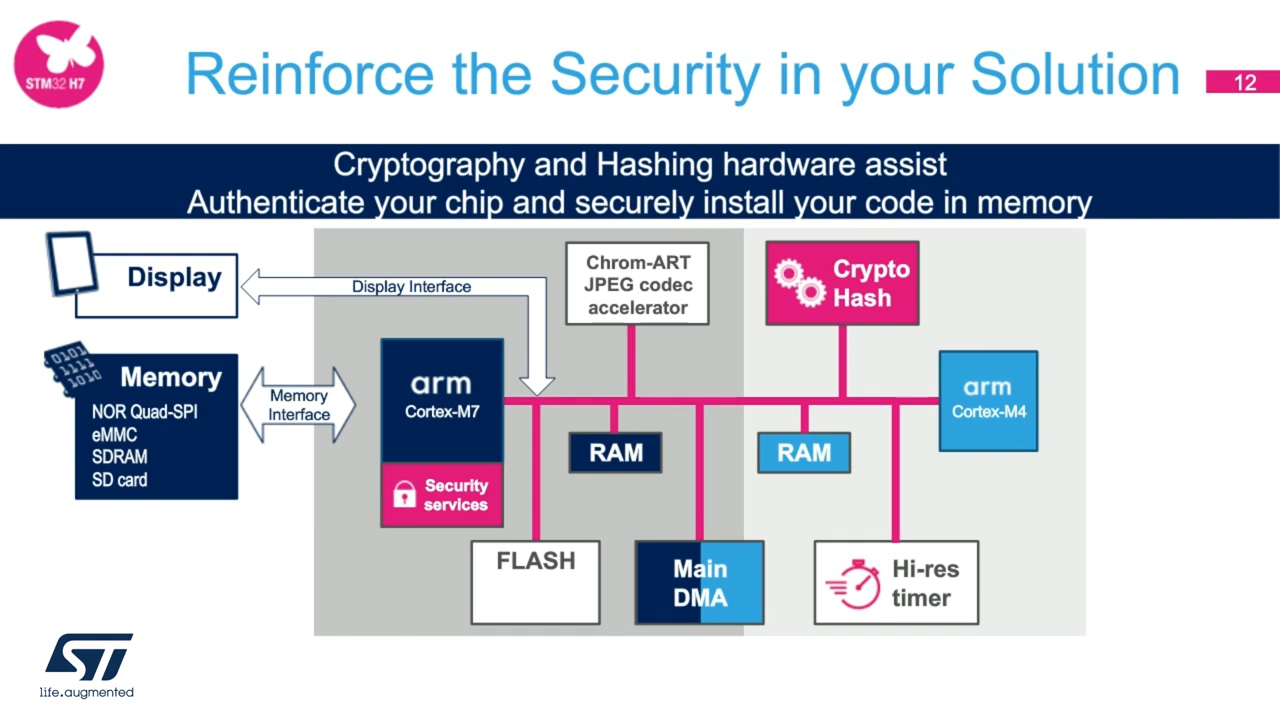 STM32 H7
Reinforce the Security in your Solution
12
Cryptography and Hashing hardware assist
Authenticate your chip and securely install your code in memory
Display
Display Interface
Chrom-ART
JPEG codec
accelerator
Crypto
Hash
0101
1111
1010
Memory
NOR Quad-SPI
eMMC
SDRAM
SD card
Memory
Interface
arm
Cortex-M7
Security
services
RAM
RAM
arm
Cortex-M4
FLASH
Main
DMA
Hi-res
timer
ST
life.augmented